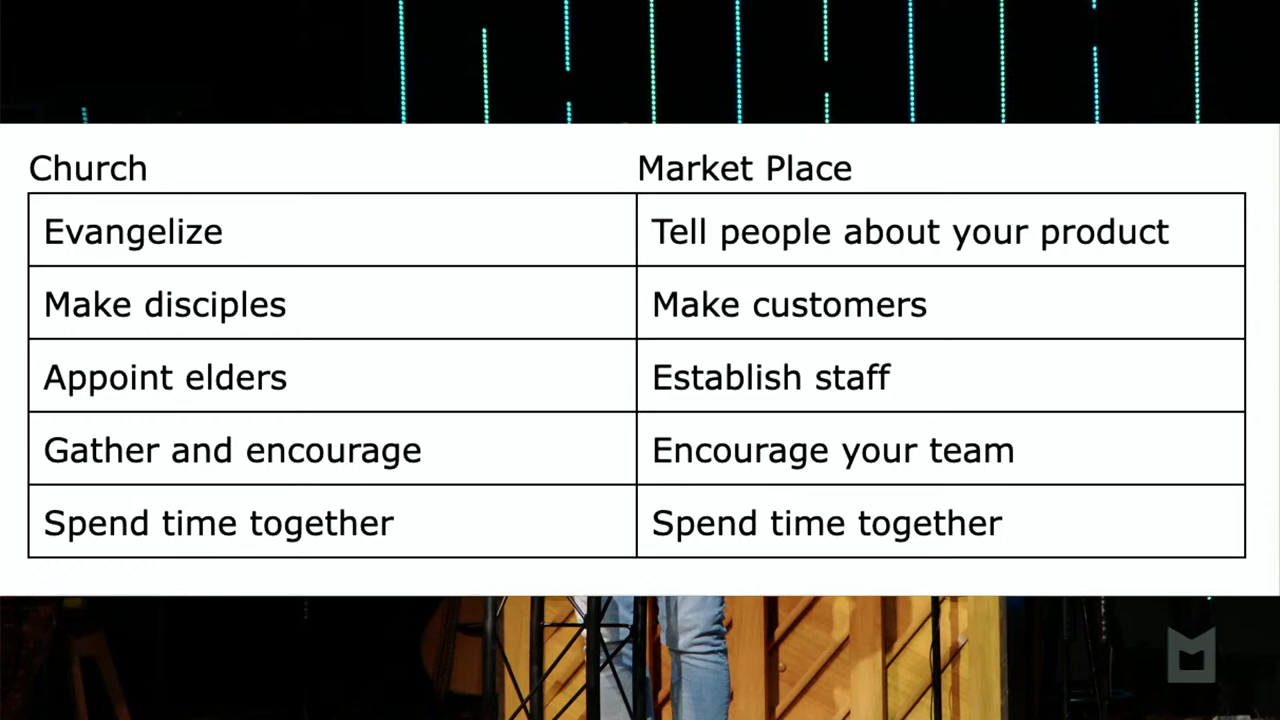 Church Market Place
Evangelize Tell people about your product
Make disciples Make customers
Appoint elders Establish staff
Gather and encourage Encourage your team
Spend time together Spend time together